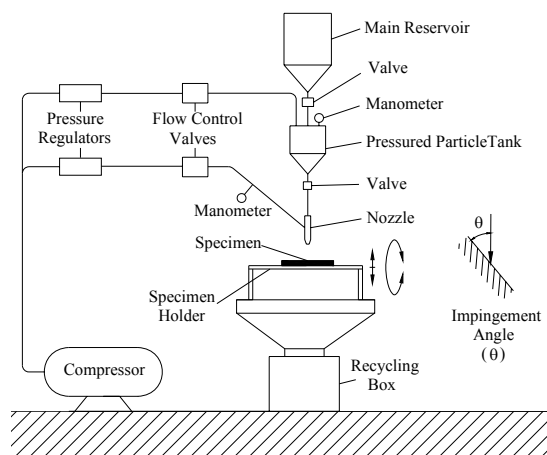 Main Reservoir
Valve
Manometer
Pressured ParticleTank
Valve
Nozzle
Pressure
Regulators
Flow Control
Valves
Manometer
Specimen
Specimen
Holder
θ
Impingement
Angle
(θ)
Compressor
Recycling
Box